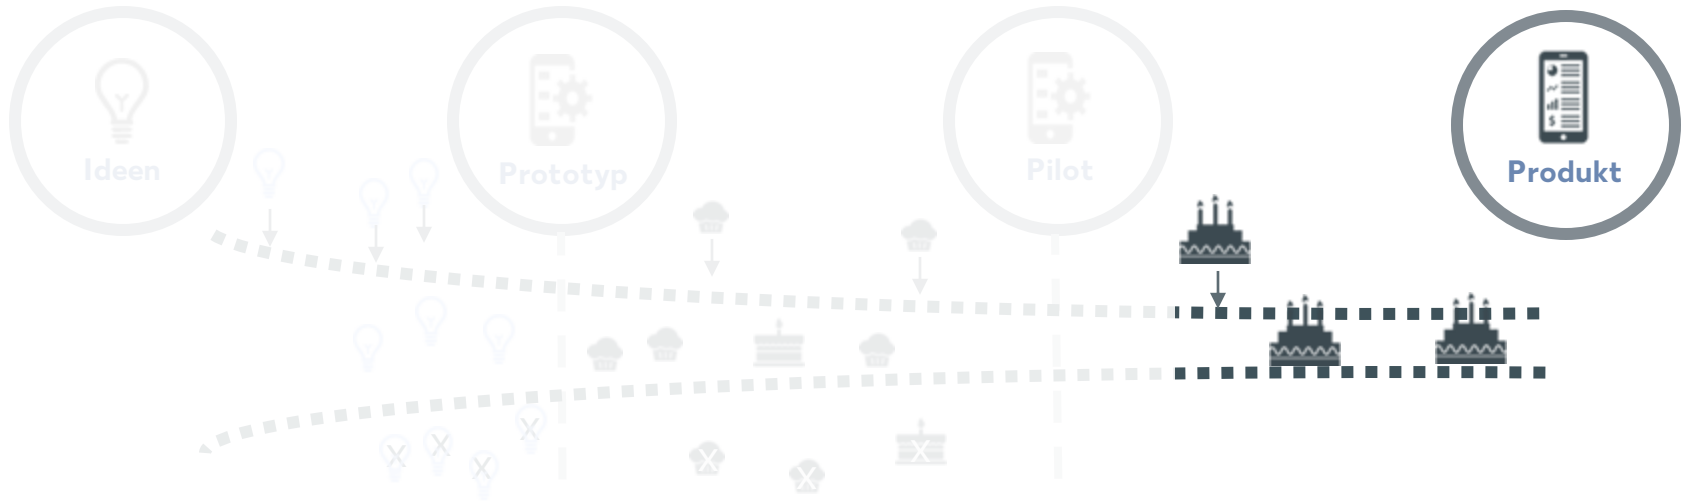 Ideen
Prototyp
Pilot
Produkt
X
X
X
X
X
X
X
$